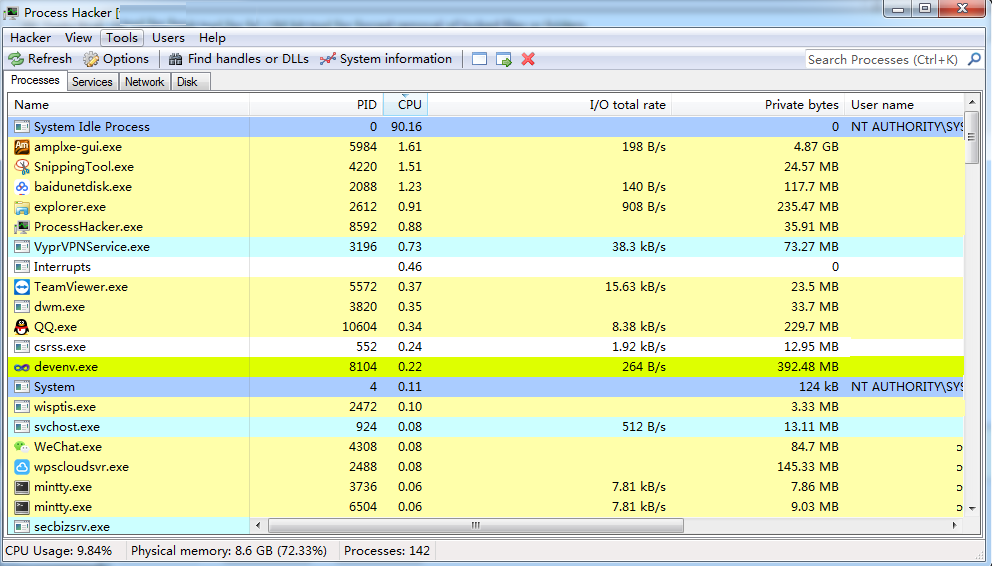 Process Hacker [
Hacker View Tools Users Help
Refresh Options Find handles or DLLs System information Search Processes (Ctrl+K)
Processes Services Network Disk
Name PID CPU I/O total rate Private bytes User name
System Idle Process 0 90.16 0 NT AUTHORITY\SYS
amplxe-gui.exe 5984 1.61 198 B/s 4.87 GB
SnippingTool.exe 4220 1.51 24.57 MB
baidunetdisk.exe 2088 1.23 140 B/s 117.7 MB
explorer.exe 2612 0.91 908 B/s 235.47 MB
ProcessHacker.exe 8592 0.88 35.91 MB
VyprVPNService.exe 3196 0.73 38.3 kB/s 73.27 MB
Interrupts 0.46 0
TeamViewer.exe 5572 0.37 15.63 kB/s 23.5 MB
dwm.exe 3820 0.35 33.7 MB
QQ.exe 10604 0.34 8.38 kB/s 229.7 MB
csrss.exe 552 0.24 1.92 kB/s 12.95 MB
devenv.exe 8104 0.22 264 B/s 392.48 MB
System 4 0.11 124 kB NT AUTHORITY\SYS
wisptis.exe 2472 0.10 3.33 MB
svchost.exe 924 0.08 512 B/s 13.11 MB
WeChat.exe 4308 0.08 84.7 MB
wpscloudsvr.exe 2488 0.08 145.33 MB
mintty.exe 3736 0.06 7.81 kB/s 7.86 MB
mintty.exe 6504 0.06 7.81 kB/s 9.03 MB
secbizsrv.exe
CPU Usage: 9.84% Physical memory: 8.6 GB (72.33%) Processes: 142